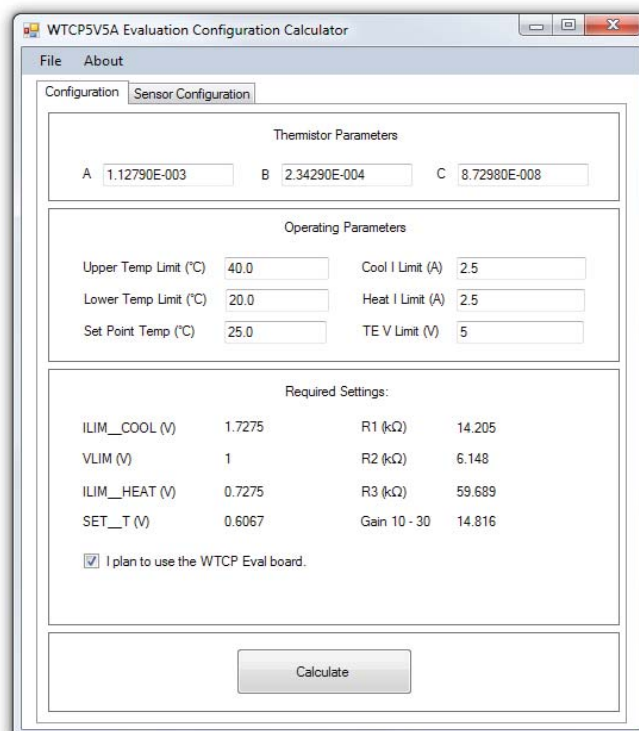 WTCP5V5A Evaluation Configuration Calculator
File About
Configuration Sensor Configuration
Thermistor Parameters
A 1.12790E-003 B 2.34290E-004 C 8.72980E-008
Operating Parameters
Upper Temp Limit (°C) 40.0 Cool I Limit (A) 2.5
Lower Temp Limit (°C) 20.0 Heat I Limit (A) 2.5
Set Point Temp (°C) 25.0 TE V Limit (V) 5
Required Settings:
ILIM__COOL (V) 1.7275 R1 (kΩ) 14.205
VLIM (V) 1 R2 (kΩ) 6.148
ILIM__HEAT (V) 0.7275 R3 (kΩ) 59.689
SET__T (V) 0.6067 Gain 10 - 30 14.816
I plan to use the WTCP Eval board.
Calculate